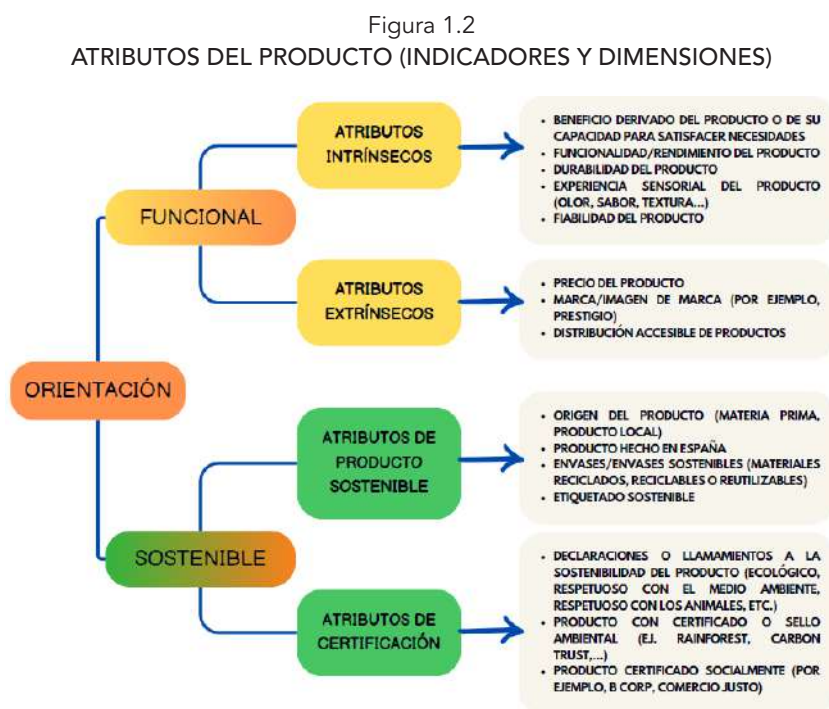 Figura 1.2
ATRIBUTOS DEL PRODUCTO (INDICADORES Y DIMENSIONES)
ORIENTACIÓN
FUNCIONAL
ATRIBUTOS
INTRÍNSECOS
• BENEFICIO DERIVADO DEL PRODUCTO O DE SU
CAPACIDAD PARA SATISFACER NECESIDADES
• FUNCIONALIDAD/RENDIMIENTO DEL PRODUCTO
• DURABILIDAD DEL PRODUCTO
• EXPERIENCIA SENSORIAL DEL PRODUCTO
(OLOR, SABOR, TEXTURA...)
• FIABILIDAD DEL PRODUCTO
ATRIBUTOS
EXTRÍNSECOS
• PRECIO DEL PRODUCTO
• MARCA/IMAGEN DE MARCA (POR EJEMPLO,
PRESTIGIO)
• DISTRIBUCIÓN ACCESIBLE DE PRODUCTOS
SOSTENIBLE
ATRIBUTOS DE
PRODUCTO
SOSTENIBLE
• ORIGEN DEL PRODUCTO (MATERIA PRIMA,
PRODUCTO LOCAL)
• PRODUCTO HECHO EN ESPAÑA
• ENVASES/ENVASES SOSTENIBLES (MATERIALES
RECICLADOS, RECICLABLES O REUTILIZABLES)
• ETIQUETADO SOSTENIBLE
ATRIBUTOS DE
CERTIFICACIÓN
• DECLARACIONES O LLAMAMIENTOS A LA
SOSTENIBILIDAD DEL PRODUCTO (ECOLÓGICO,
RESPETUOSO CON EL MEDIO AMBIENTE,
RESPETUOSO CON LOS ANIMALES, ETC.)
• PRODUCTO CON CERTIFICADO O SELLO
AMBIENTAL (EJ. RAINFOREST, CARBON
TRUST,...)
• PRODUCTO CERTIFICADO SOCIALMENTE (POR
EJEMPLO, B CORP, COMERCIO JUSTO)